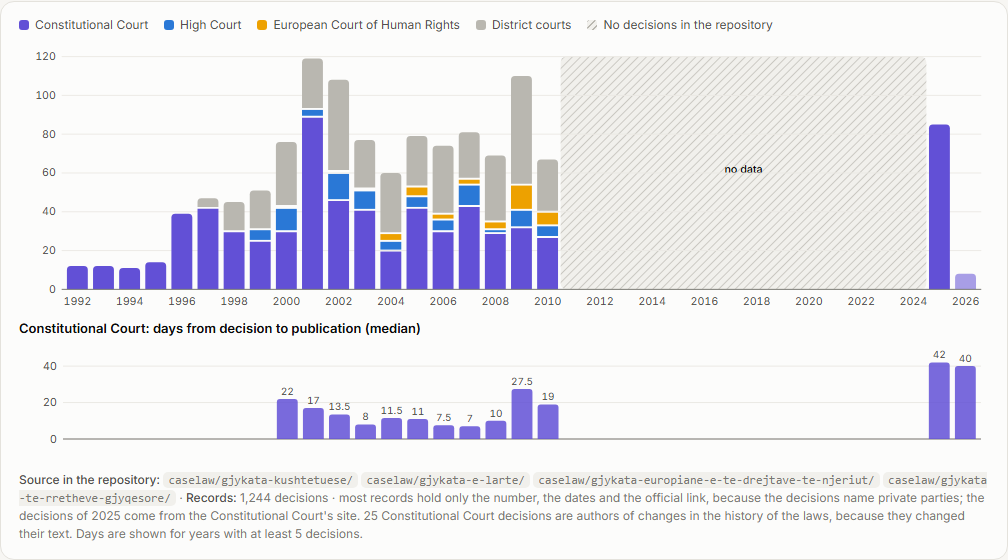 Constitutional Court High Court European Court of Human Rights District courts No decisions in the repository
120
100
80
60
40
20
0
no data
1992 1994 1996 1998 2000 2002 2004 2006 2008 2010 2012 2014 2016 2018 2020 2022 2024 2026
Constitutional Court: days from decision to publication (median)
40
20
0
22 17 13.5 8 11.5 11 7.5 7 10 27.5 19 42 40
Source in the repository: caselaw/gjykata-kushtetuese/ caselaw/gjykata-e-larte/ caselaw/gjykata-europiane-e-te-drejtave-te-njeriut/ caselaw/gjykata
-te-rretheve-gjyqesore/ · Records: 1,244 decisions · most records hold only the number, the dates and the official link, because the decisions name private parties; the
decisions of 2025 come from the Constitutional Court's site. 25 Constitutional Court decisions are authors of changes in the history of the laws, because they changed
their text. Days are shown for years with at least 5 decisions.